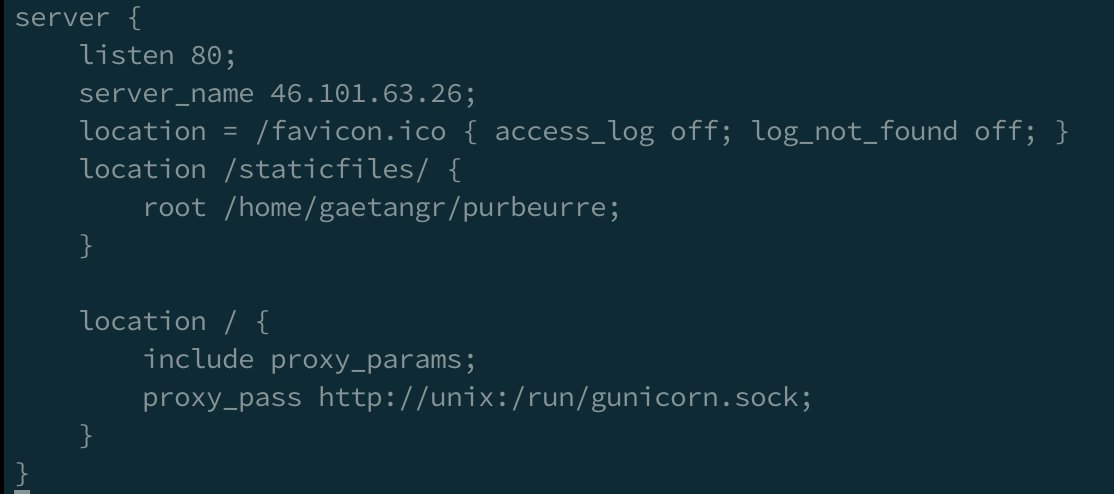 server {
    listen 80;
    server_name 46.101.63.26;
    location = /favicon.ico { access_log off; log_not_found off; }
    location /staticfiles/ {
        root /home/gaetangr/purbeurre;
    }

    location / {
        include proxy_params;
        proxy_pass http://unix:/run/gunicorn.sock;
    }
}